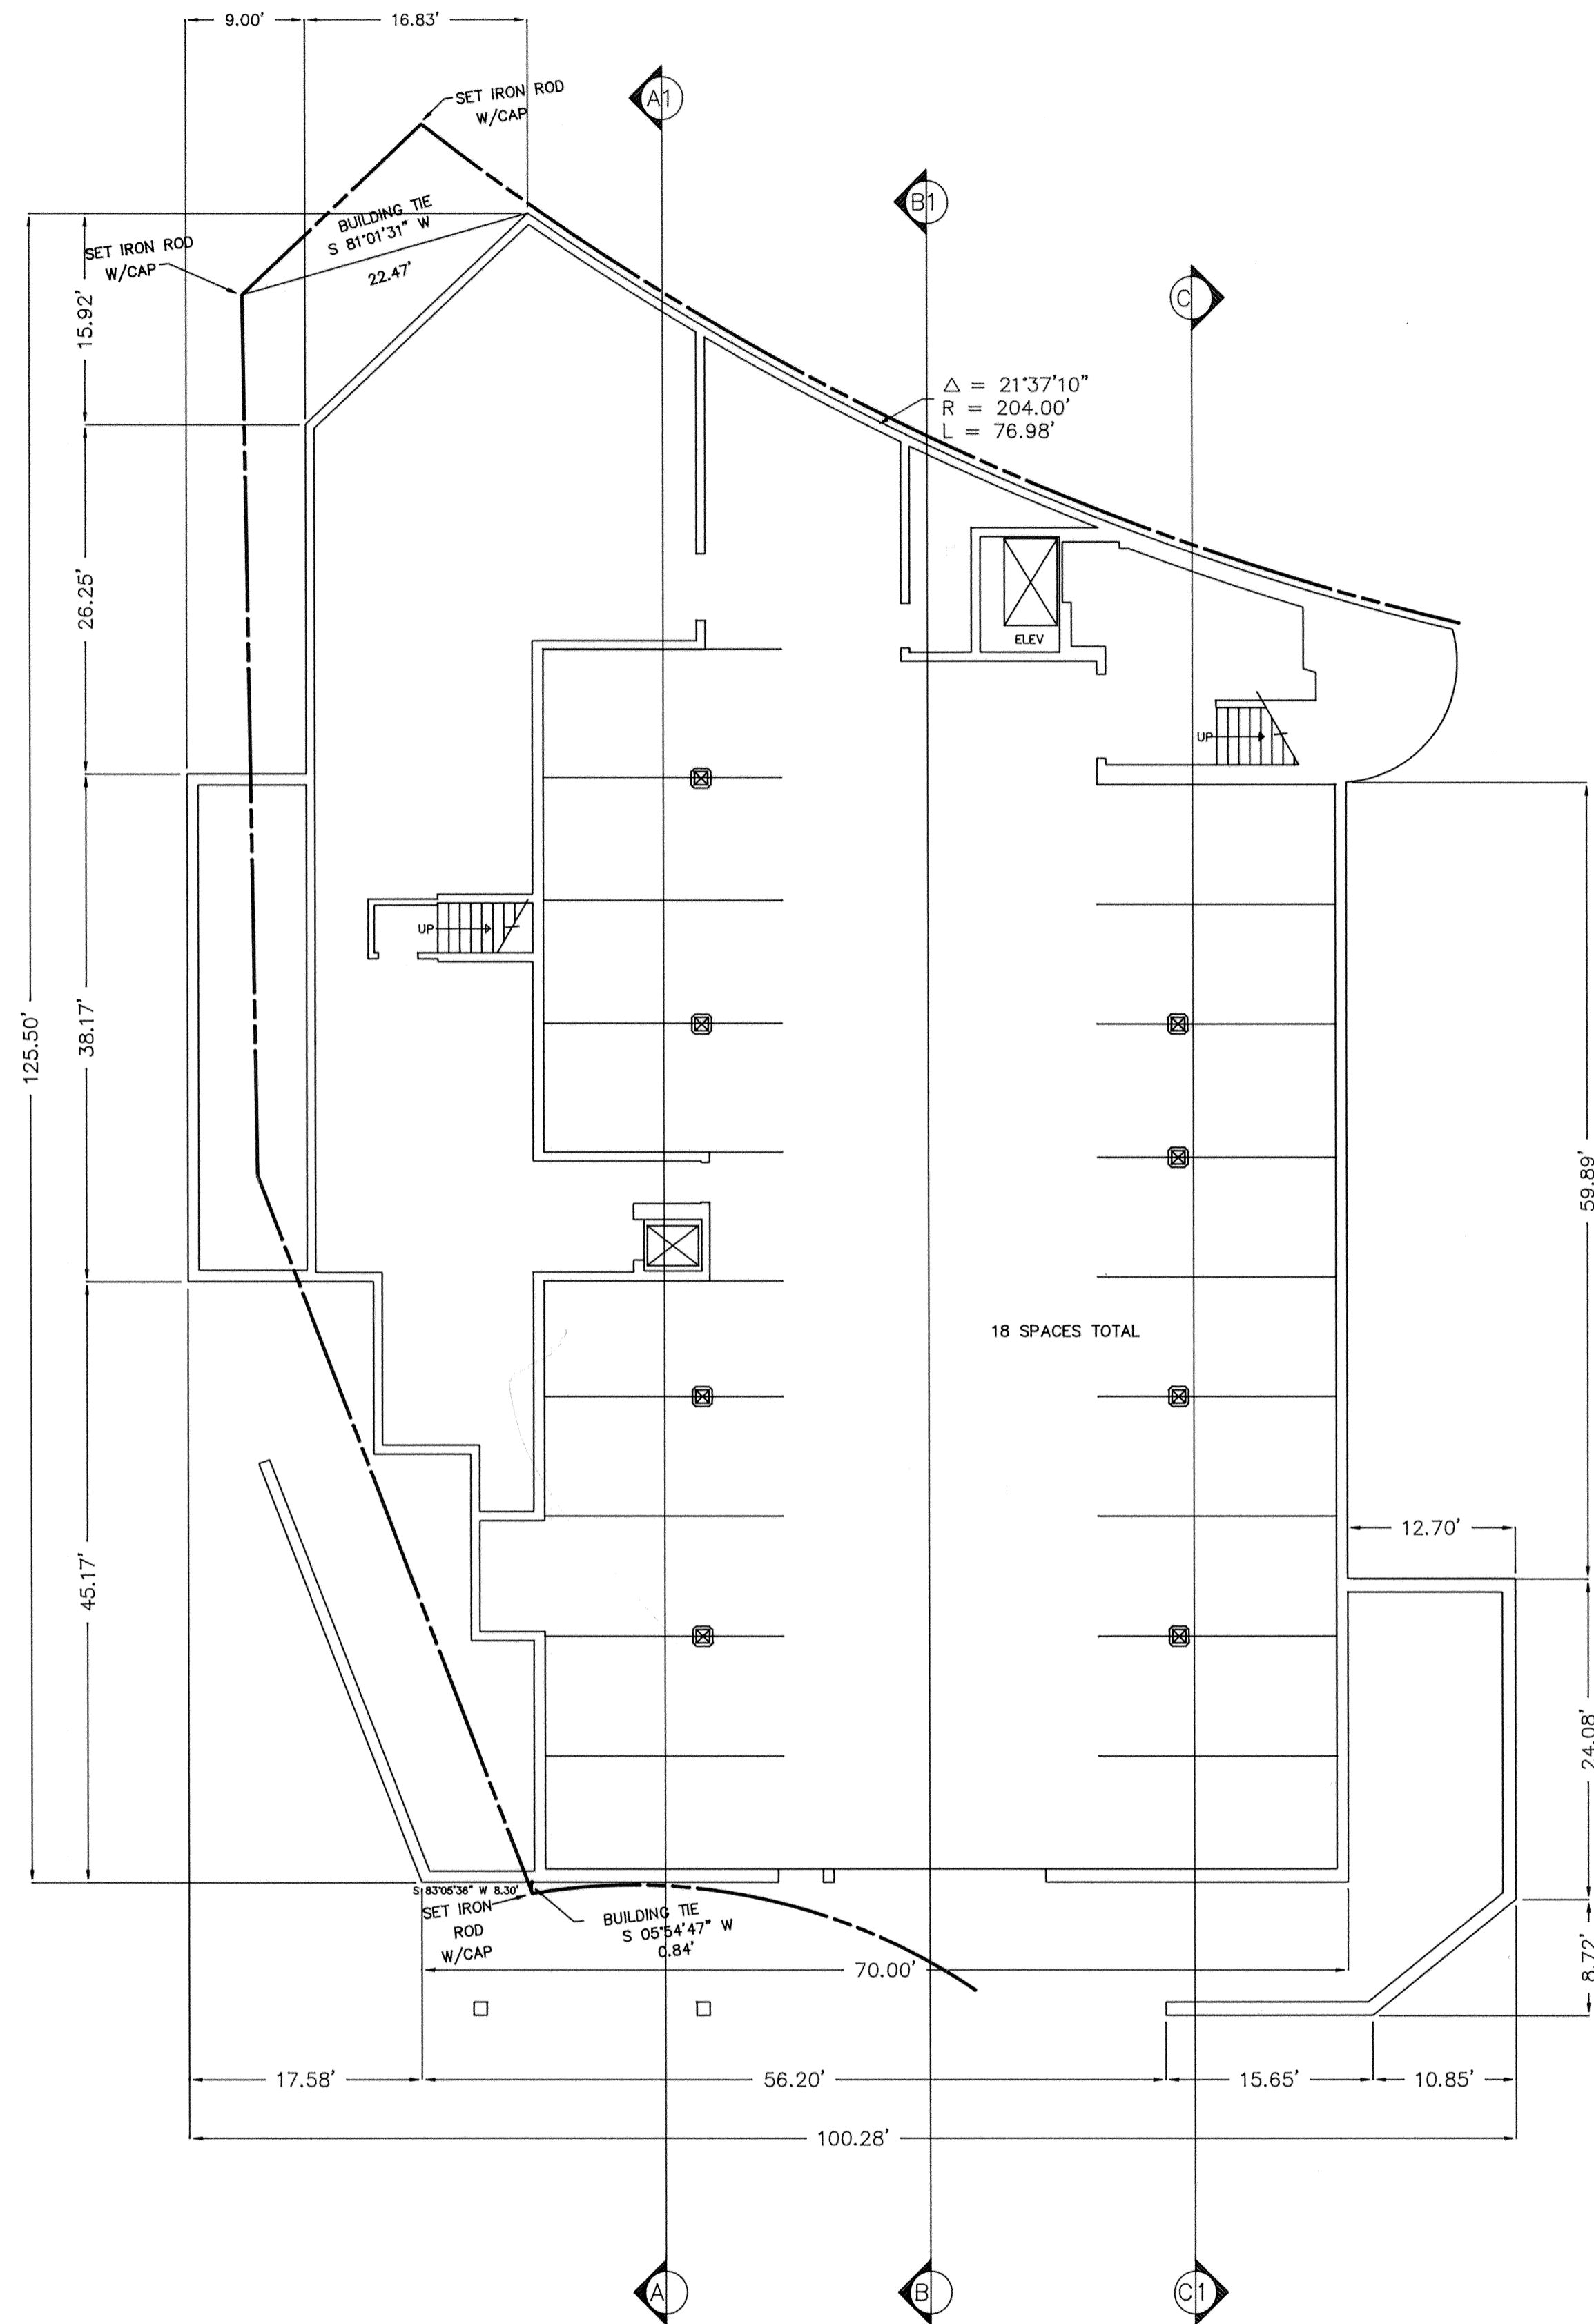 9.00'
16.83'
SET IRON ROD
W/CAP
A1
B1
BUILDING TIE
S 81°01'31" W
22.47'
SET IRON ROD
W/CAP
C
15.92'
Δ = 21°37'10"
R = 204.00'
L = 76.98'
26.25'
ELEV
UP
UP
125.50'
38.17'
59.89'
18 SPACES TOTAL
12.70'
45.17'
24.08'
S 83°05'36" W 8.30'
SET IRON
ROD
W/CAP
BUILDING TIE
S 05°54'47" W
0.84'
8.72'
70.00'
17.58'
56.20'
15.65'
10.85'
100.28'
A
B
C1